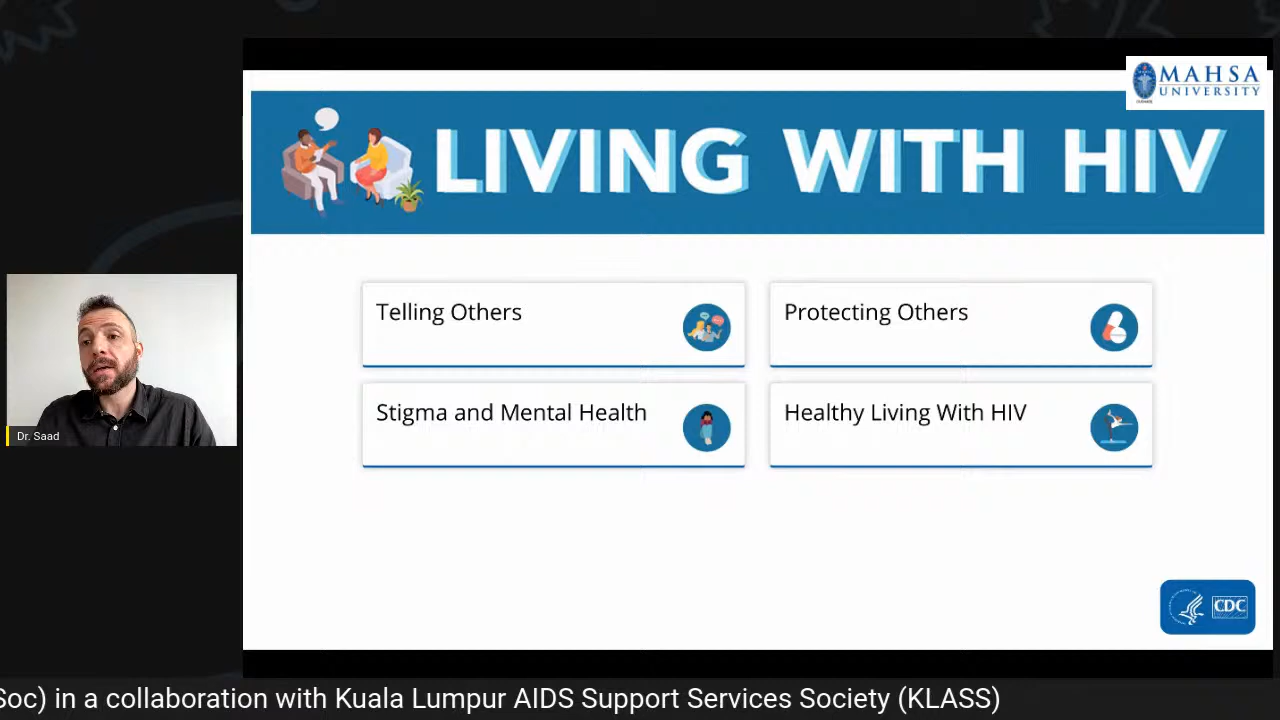 MAHSA
UNIVERSITY
LIVING WITH HIV
Telling Others
Protecting Others
Stigma and Mental Health
Healthy Living With HIV
Dr. Saad
CDC
Soc) in a collaboration with Kuala Lumpur AIDS Support Services Society (KLASS)